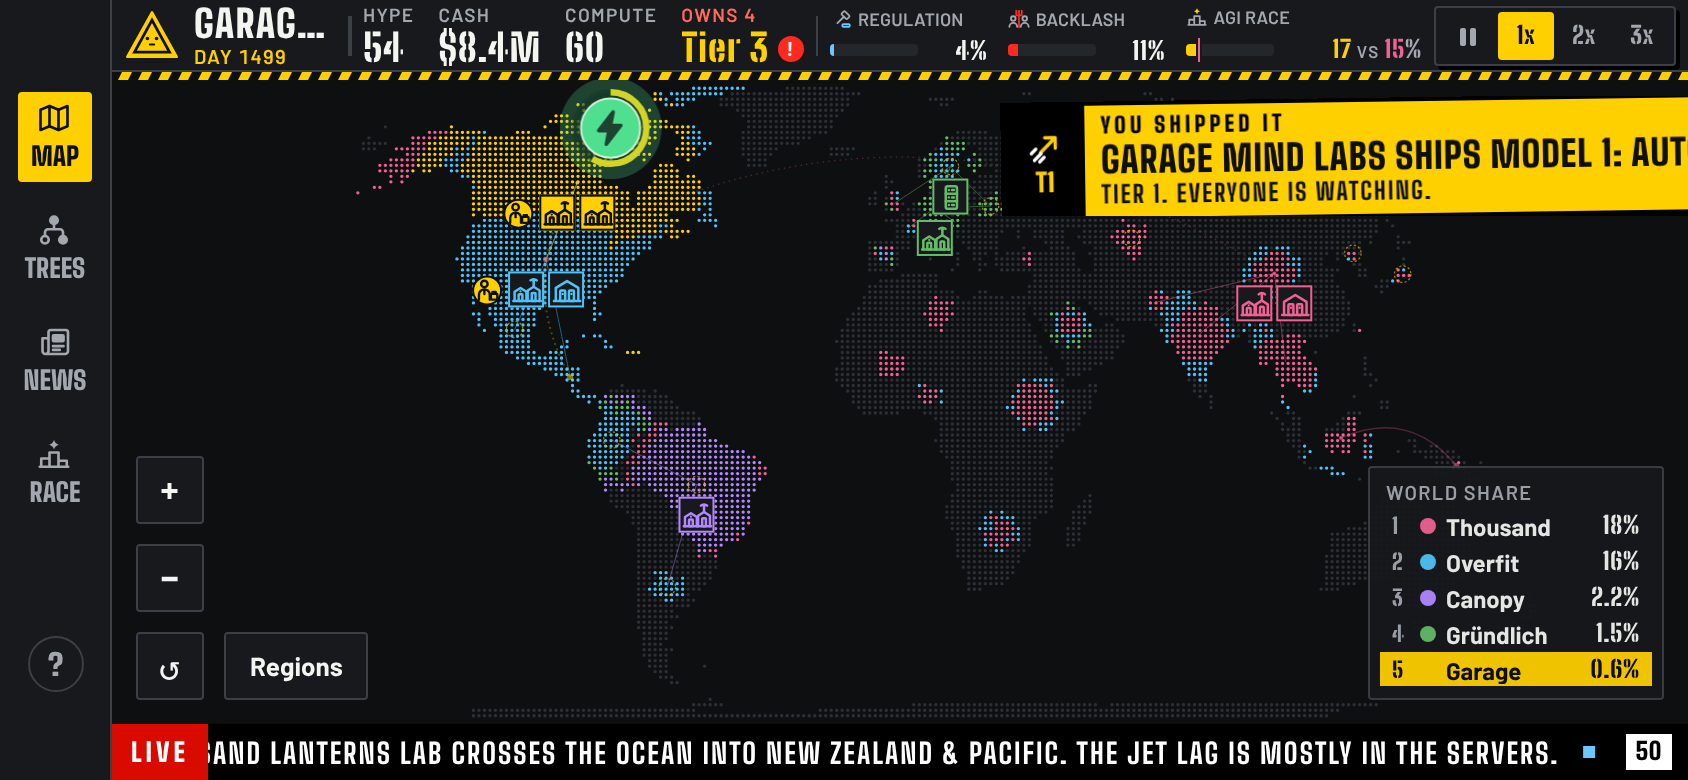 GARAG...
DAY 1499
HYPE
54
CASH
$8.4M
COMPUTE
60
OWNS 4
Tier 3
!
REGULATION
4%
BACKLASH
11%
AGI RACE
17 VS 15%
1x
2x
3x
MAP
TREES
NEWS
RACE
?
T1
YOU SHIPPED IT
GARAGE MIND LABS SHIPS MODEL 1:
TIER 1. EVERYONE IS WATCHING.
+
−
↺
Regions
WORLD SHARE
1 Thousand 18%
2 Overfit 16%
3 Canopy 2.2%
4 Gründlich 1.5%
5 Garage 0.6%
LIVE
LANTERNS LAB CROSSES THE OCEAN INTO NEW ZEALAND & PACIFIC. THE JET LAG IS MOSTLY IN THE SERVERS.
50